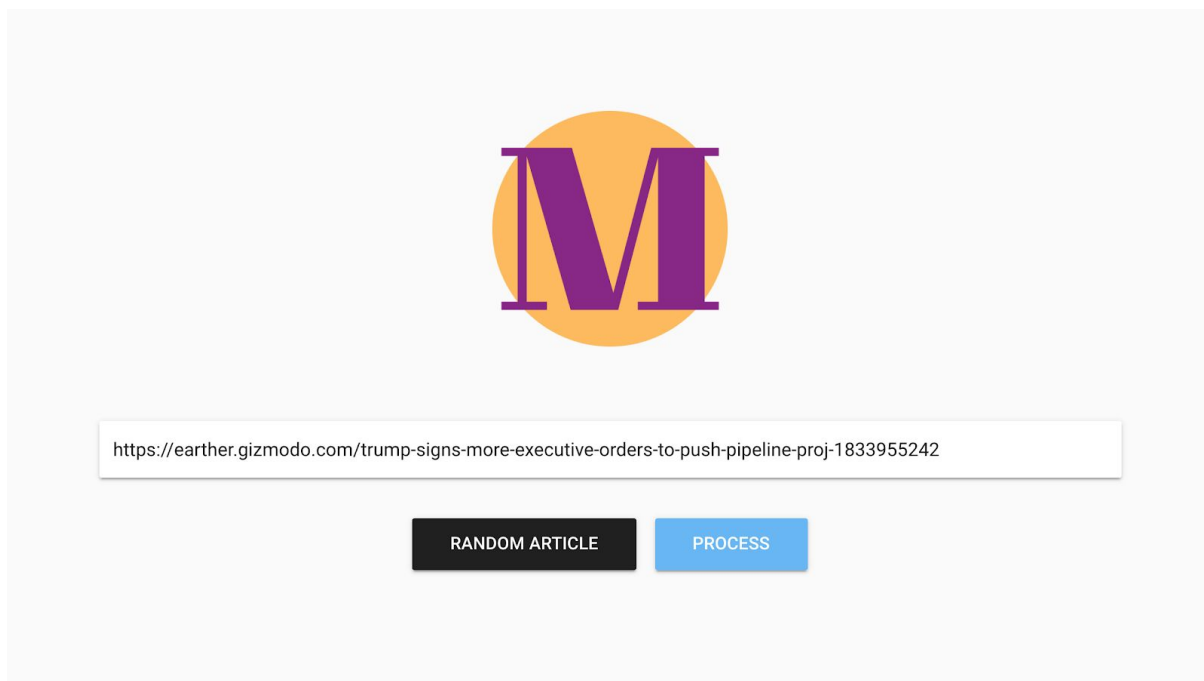 M
https://earther.gizmodo.com/trump-signs-more-executive-orders-to-push-pipeline-proj-1833955242
RANDOM ARTICLE
PROCESS